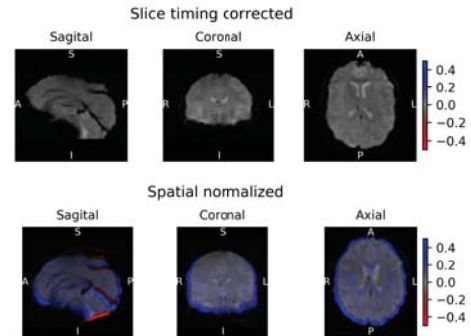 Slice timing corrected
Sagital Coronal Axial
S S A
A P R L R L
I I P
0.4
0.2
0.0
−0.2
−0.4
Spatial normalized
Sagital Coronal Axial
S S A
A P R L R L
I I P
0.4
0.2
0.0
−0.2
−0.4